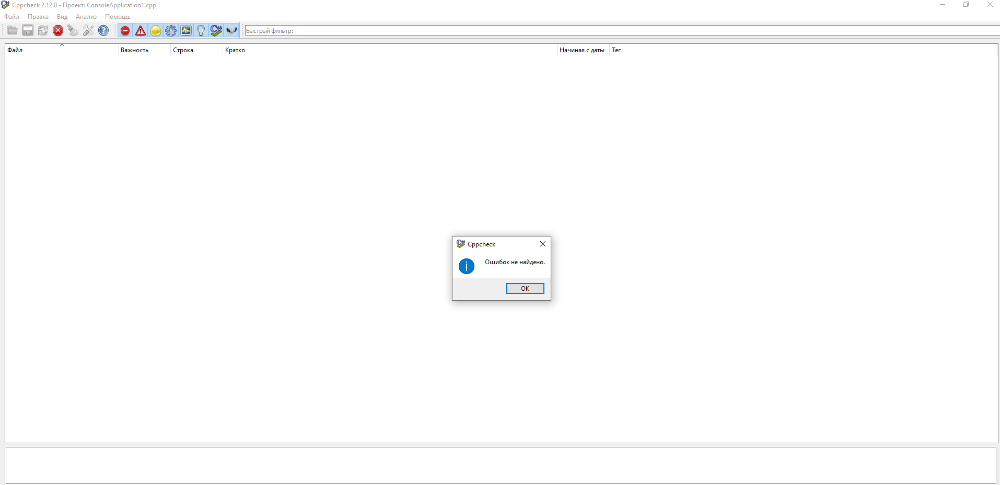 Cppcheck 2.12.0 - Проект: ConsoleApplication1.cpp
Файл Правка Вид Анализ Помощь
Быстрый фильтр:
Файл Важность Строка Кратко Начиная с даты Тег
Cppcheck
Ошибок не найдено.
OK